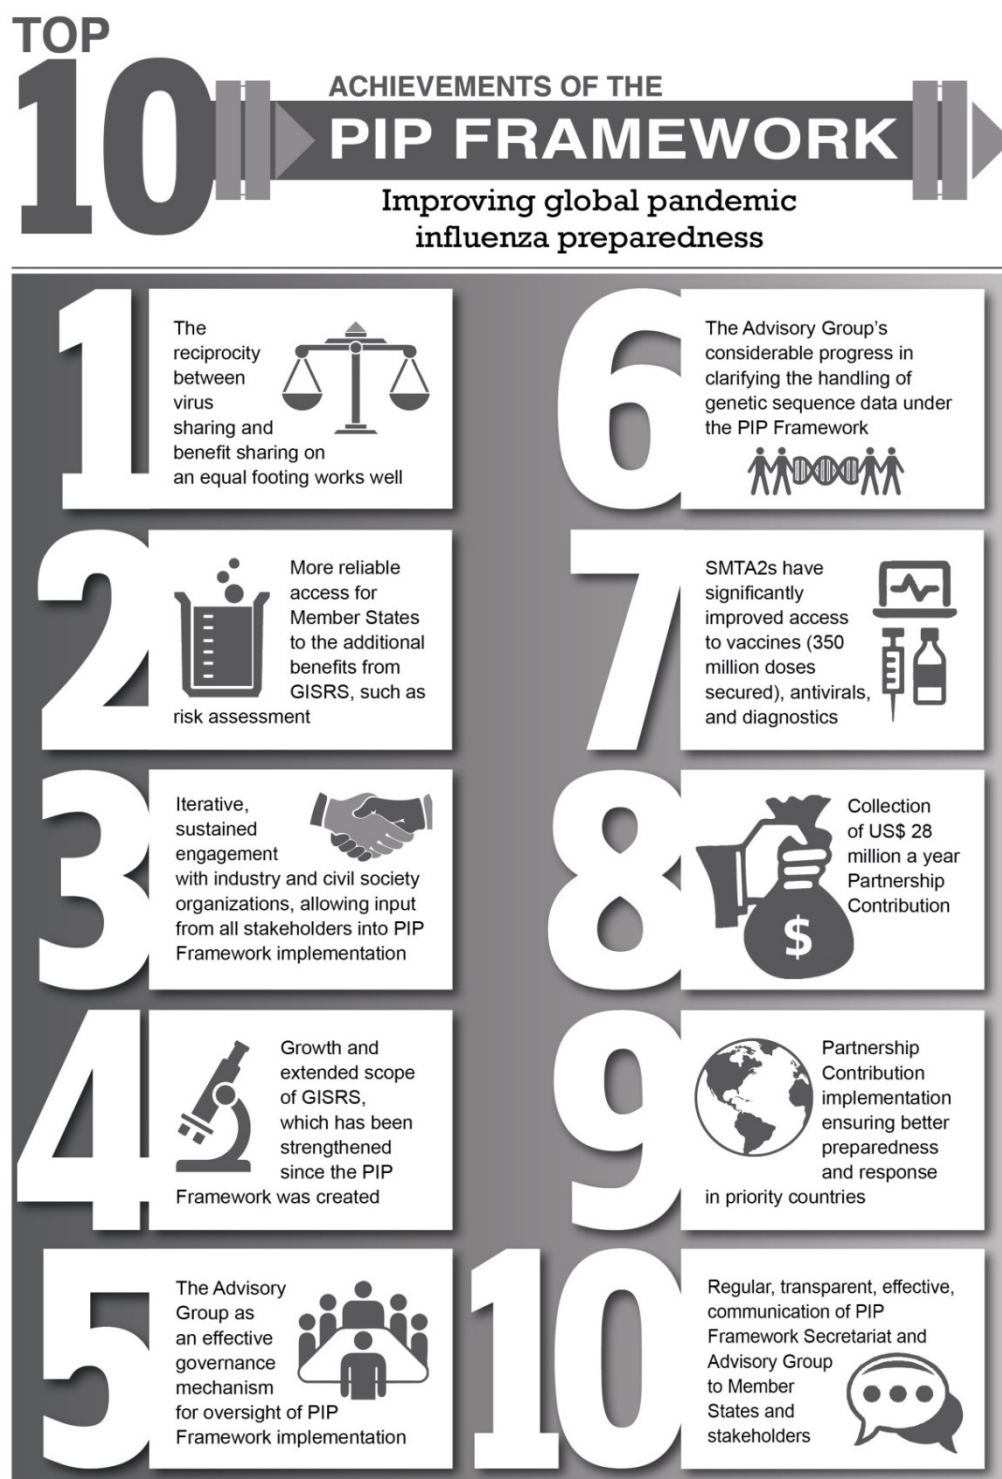 TOP
10
ACHIEVEMENTS OF THE
PIP FRAMEWORK
Improving global pandemic
influenza preparedness
1
The
reciprocity
between
virus
sharing and
benefit sharing on
an equal footing works well
2
More reliable
access for
Member States
to the additional
benefits from
GISRS, such as
risk assessment
3
Iterative,
sustained
engagement
with industry and civil society
organizations, allowing input
from all stakeholders into PIP
Framework implementation
4
Growth and
extended scope
of GISRS,
which has been
strengthened
since the PIP
Framework was created
5
The Advisory
Group as
an effective
governance
mechanism
for oversight of PIP
Framework implementation
6
The Advisory Group's
considerable progress in
clarifying the handling of
genetic sequence data under
the PIP Framework
7
SMTA2s have
significantly
improved access
to vaccines (350
million doses
secured), antivirals,
and diagnostics
8
Collection
of US$ 28
million a year
Partnership
Contribution
$
9
Partnership
Contribution
implementation
ensuring better
preparedness
and response
in priority countries
10
Regular, transparent, effective,
communication of PIP
Framework Secretariat and
Advisory Group
to Member
States and
stakeholders